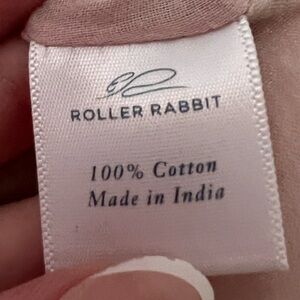 ROLLER RABBIT
100% Cotton
Made in India